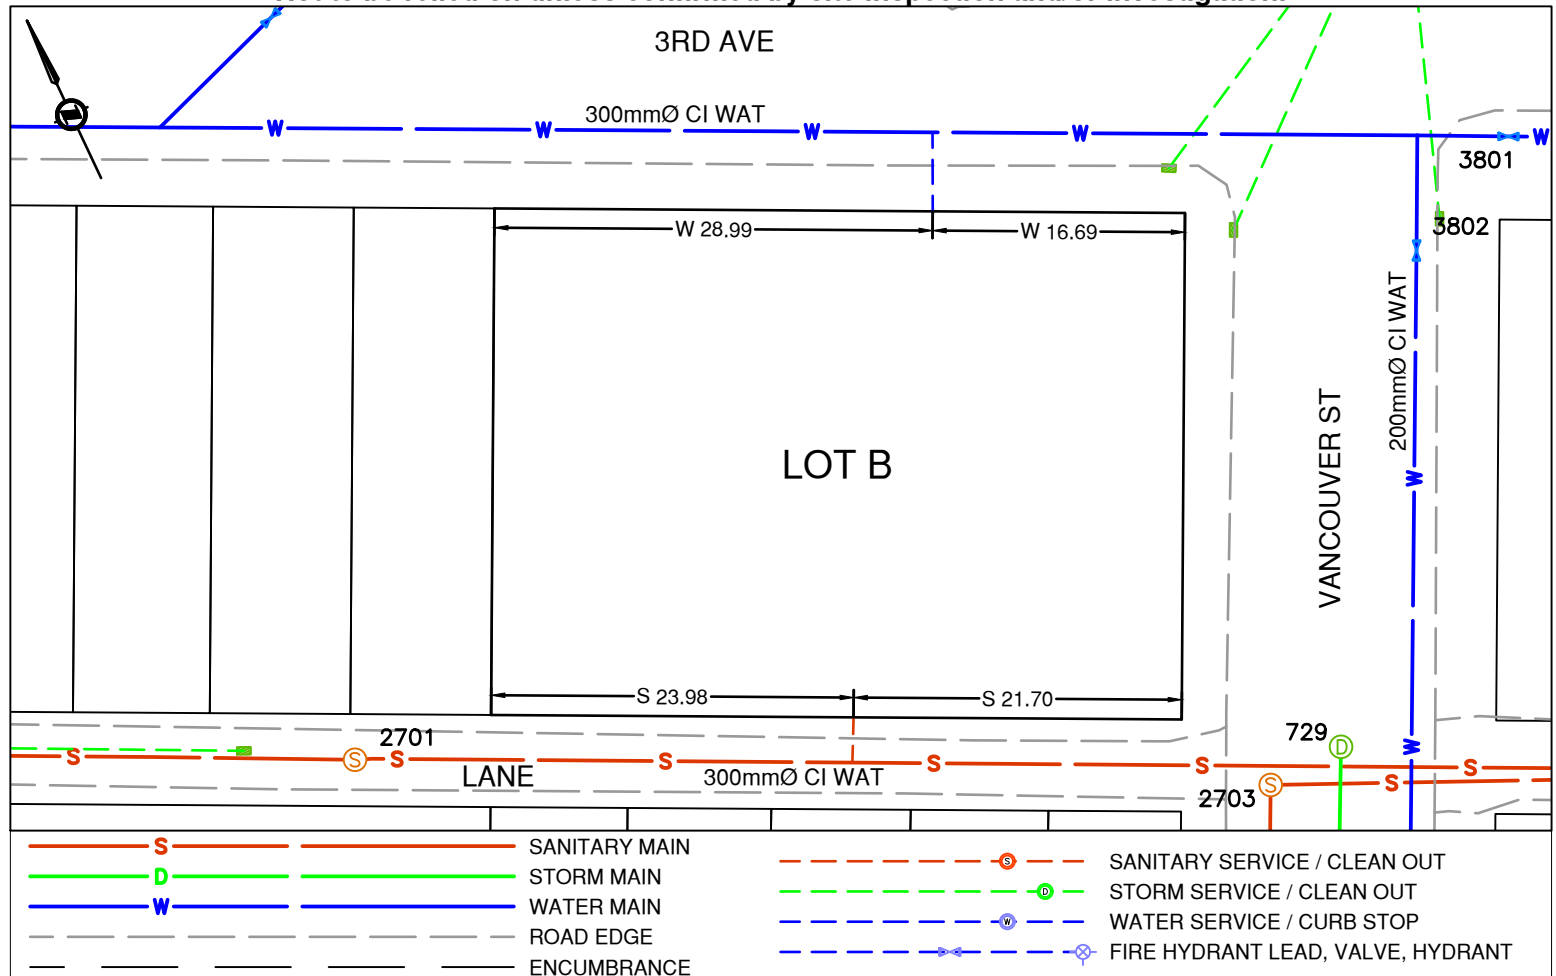 3RD AVE
300mmØ CI WAT
W
W
W
W
W
3801
3802
W 28.99
W 16.69
200mmØ CI WAT
LOT B
VANCOUVER ST
W
S 23.98
S 21.70
729
D
W
2701
S
S
S
S
S
S
S
LANE
300mmØ CI WAT
2703
S
S
S SANITARY MAIN
D STORM MAIN
W WATER MAIN
ROAD EDGE
ENCUMBRANCE
S SANITARY SERVICE / CLEAN OUT
D STORM SERVICE / CLEAN OUT
W WATER SERVICE / CURB STOP
FIRE HYDRANT LEAD, VALVE, HYDRANT